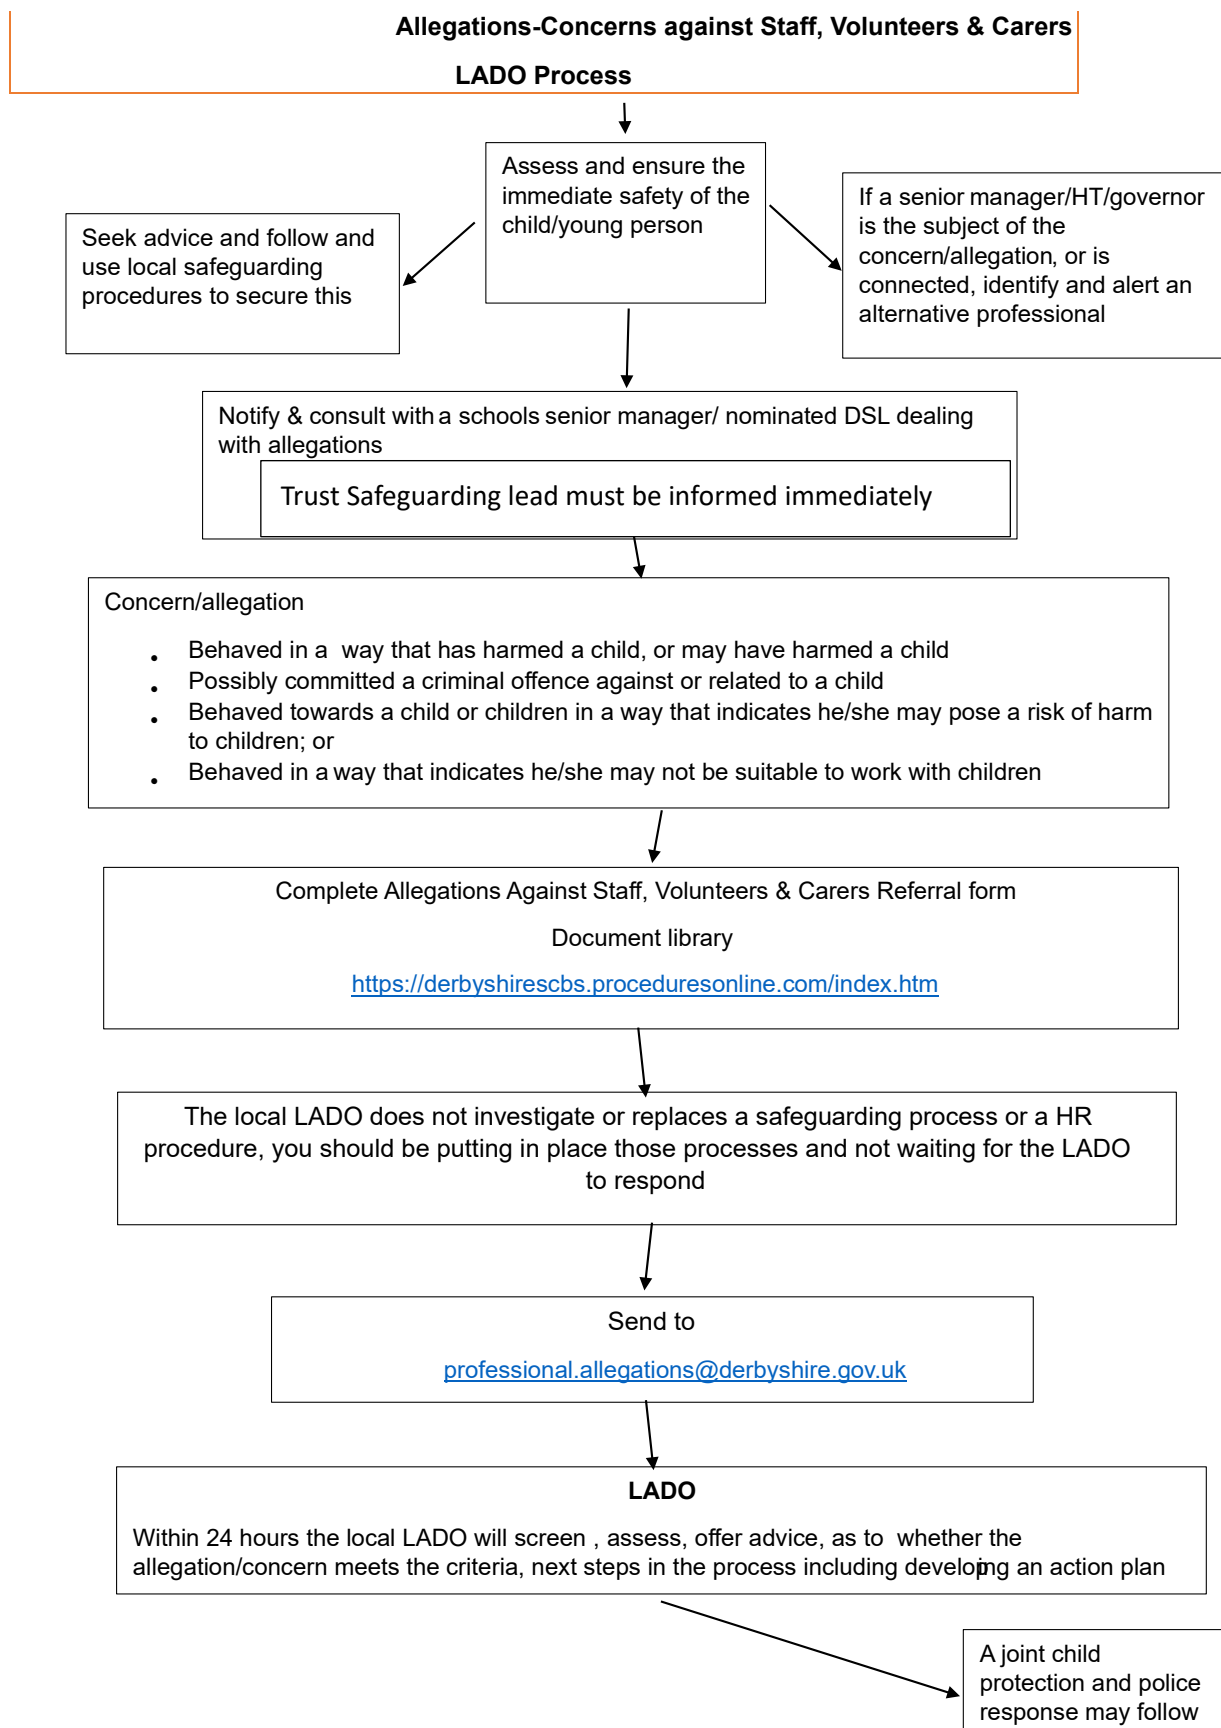 Allegations-Concerns against Staff, Volunteers & Carers
LADO Process
Assess and ensure the
immediate safety of the
child/young person
Seek advice and follow and
use local safeguarding
procedures to secure this
If a senior manager/HT/governor
is the subject of the
concern/allegation, or is
connected, identify and alert an
alternative professional
Notify & consult with a schools senior manager/ nominated DSL dealing
with allegations
Trust Safeguarding lead must be informed immediately
Concern/allegation
• Behaved in a way that has harmed a child, or may have harmed a child
• Possibly committed a criminal offence against or related to a child
• Behaved towards a child or children in a way that indicates he/she may pose a risk of harm
to children; or
• Behaved in a way that indicates he/she may not be suitable to work with children
Complete Allegations Against Staff, Volunteers & Carers Referral form
Document library
https://derbyshirescbs.proceduresonline.com/index.htm
The local LADO does not investigate or replaces a safeguarding process or a HR
procedure, you should be putting in place those processes and not waiting for the LADO
to respond
Send to
professional.allegations@derbyshire.gov.uk
LADO
Within 24 hours the local LADO will screen , assess, offer advice, as to whether the
allegation/concern meets the criteria, next steps in the process including developing an action plan
A joint child
protection and police
response may follow